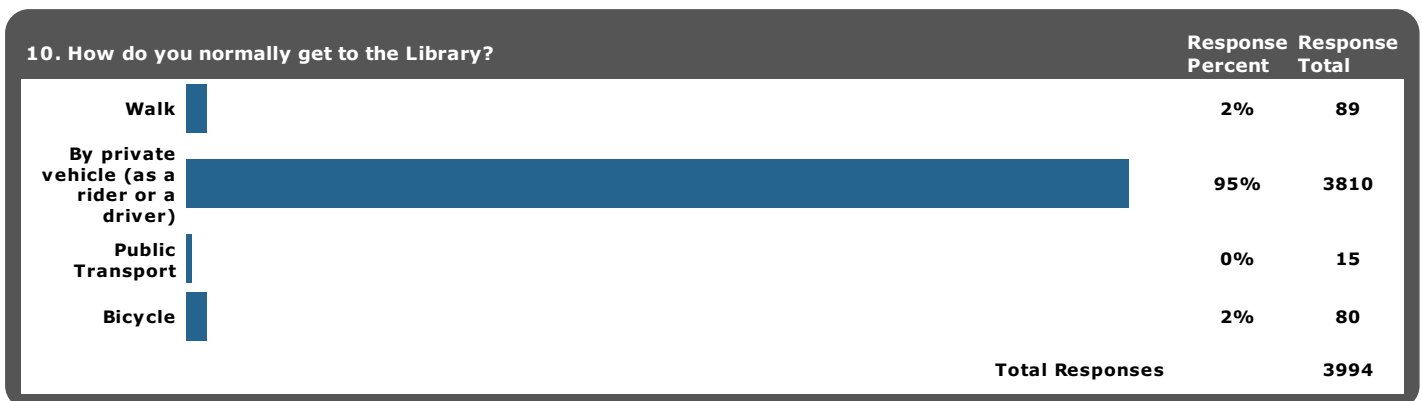 10. How do you normally get to the Library?
Response Response
Percent Total
Walk 2% 89
By private
vehicle (as a
rider or a
driver) 95% 3810
Public
Transport 0% 15
Bicycle 2% 80
Total Responses 3994